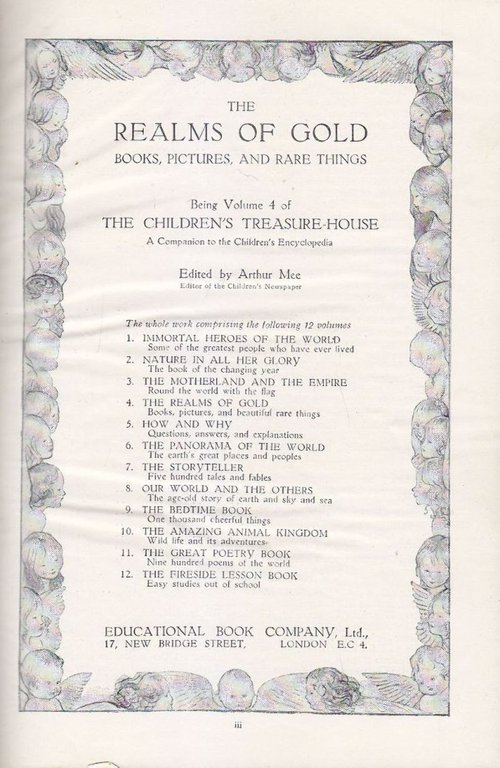 THE
REALMS OF GOLD
BOOKS, PICTURES, AND RARE THINGS
Being Volume 4 of
THE CHILDREN'S TREASURE-HOUSE
A Companion to the Children's Encyclopedia
Edited by Arthur Mee
Editor of the Children's Newspaper
The whole work comprising the following 12 volumes
1. IMMORTAL HEROES OF THE WORLD
Some of the greatest people who have ever lived
2. NATURE IN ALL HER GLORY
The book of the changing year
3. THE MOTHERLAND AND THE EMPIRE
Round the world with the flag
4. THE REALMS OF GOLD
Books, pictures, and beautiful rare things
5. HOW AND WHY
Questions, answers, and explanations
6. THE PANORAMA OF THE WORLD
The earth's great places and peoples
7. THE STORYTELLER
Five hundred tales and fables
8. OUR WORLD AND THE OTHERS
The age-old story of earth and sky and sea
9. THE BEDTIME BOOK
One thousand cheerful things
10. THE AMAZING ANIMAL KINGDOM
Wild life and its adventures
11. THE GREAT POETRY BOOK
Nine hundred poems of the world
12. THE FIRESIDE LESSON BOOK
Easy studies out of school
EDUCATIONAL BOOK COMPANY, Ltd.,
17, NEW BRIDGE STREET, LONDON E.C 4.
iii